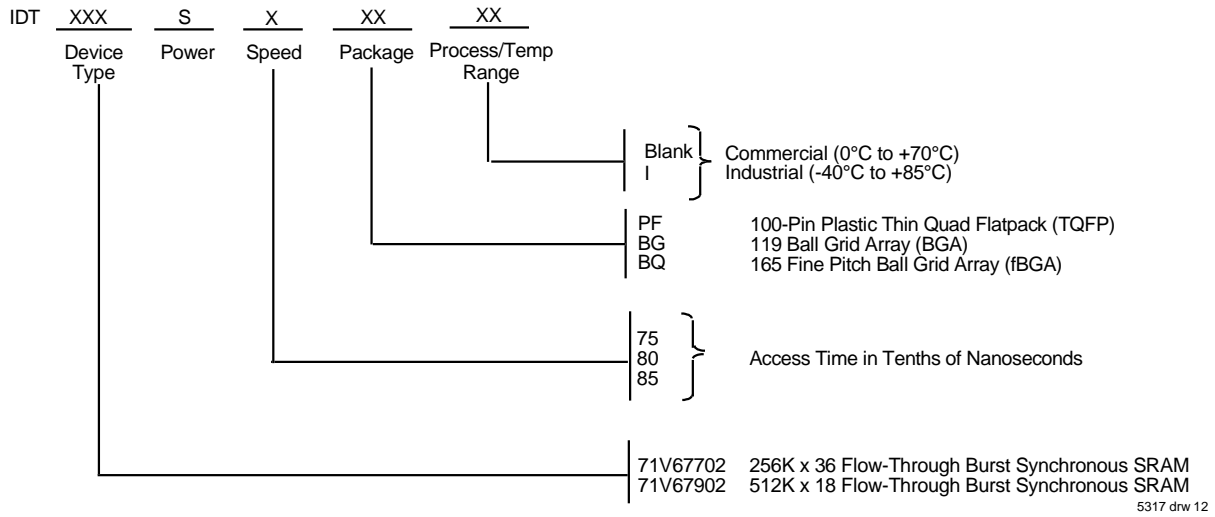 IDT XXX S X XX XX
Device Type Power Speed Package Process/Temp Range
Blank Commercial (0°C to +70°C)
I Industrial (-40°C to +85°C)
PF 100-Pin Plastic Thin Quad Flatpack (TQFP)
BG 119 Ball Grid Array (BGA)
BQ 165 Fine Pitch Ball Grid Array (fBGA)
75
80 Access Time in Tenths of Nanoseconds
85
71V67702 256K x 36 Flow-Through Burst Synchronous SRAM
71V67902 512K x 18 Flow-Through Burst Synchronous SRAM
5317 drw 12